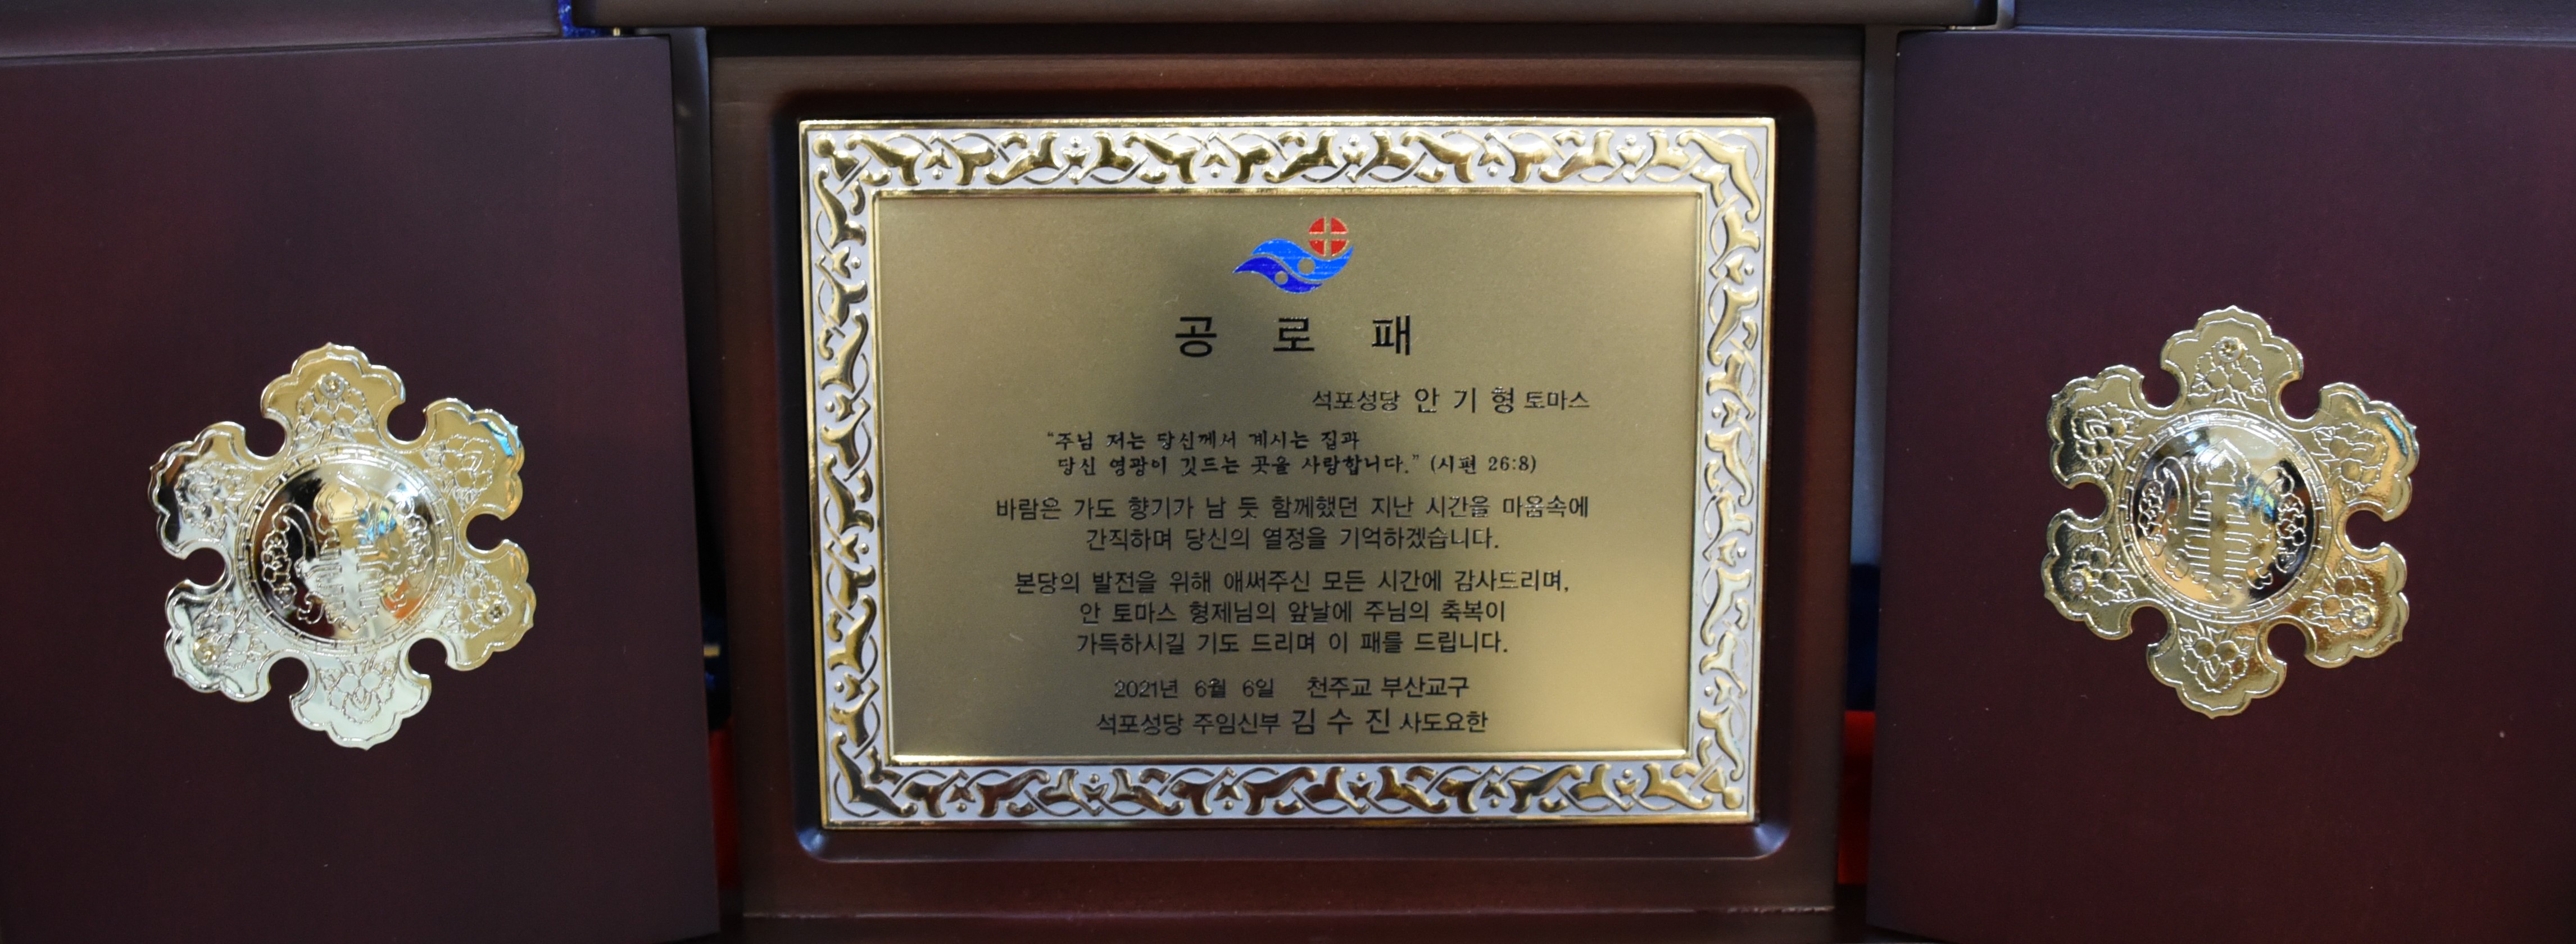 공 로 패
석포성당 안 기 형 토마스
"주님 저는 당신께서 계시는 집과
당신 영광이 깃드는 곳을 사랑합니다." (시편 26:8)
바람은 가도 향기가 남 듯 함께했던 지난 시간을 마음속에
간직하며 당신의 열정을 기억하겠습니다.
본당의 발전을 위해 애써주신 모든 시간에 감사드리며,
안 토마스 형제님의 앞날에 주님의 축복이
가득하시길 기도 드리며 이 패를 드립니다.
2021년 6월 6일 천주교 부산교구
석포성당 주임신부 김 수 진 사도요한